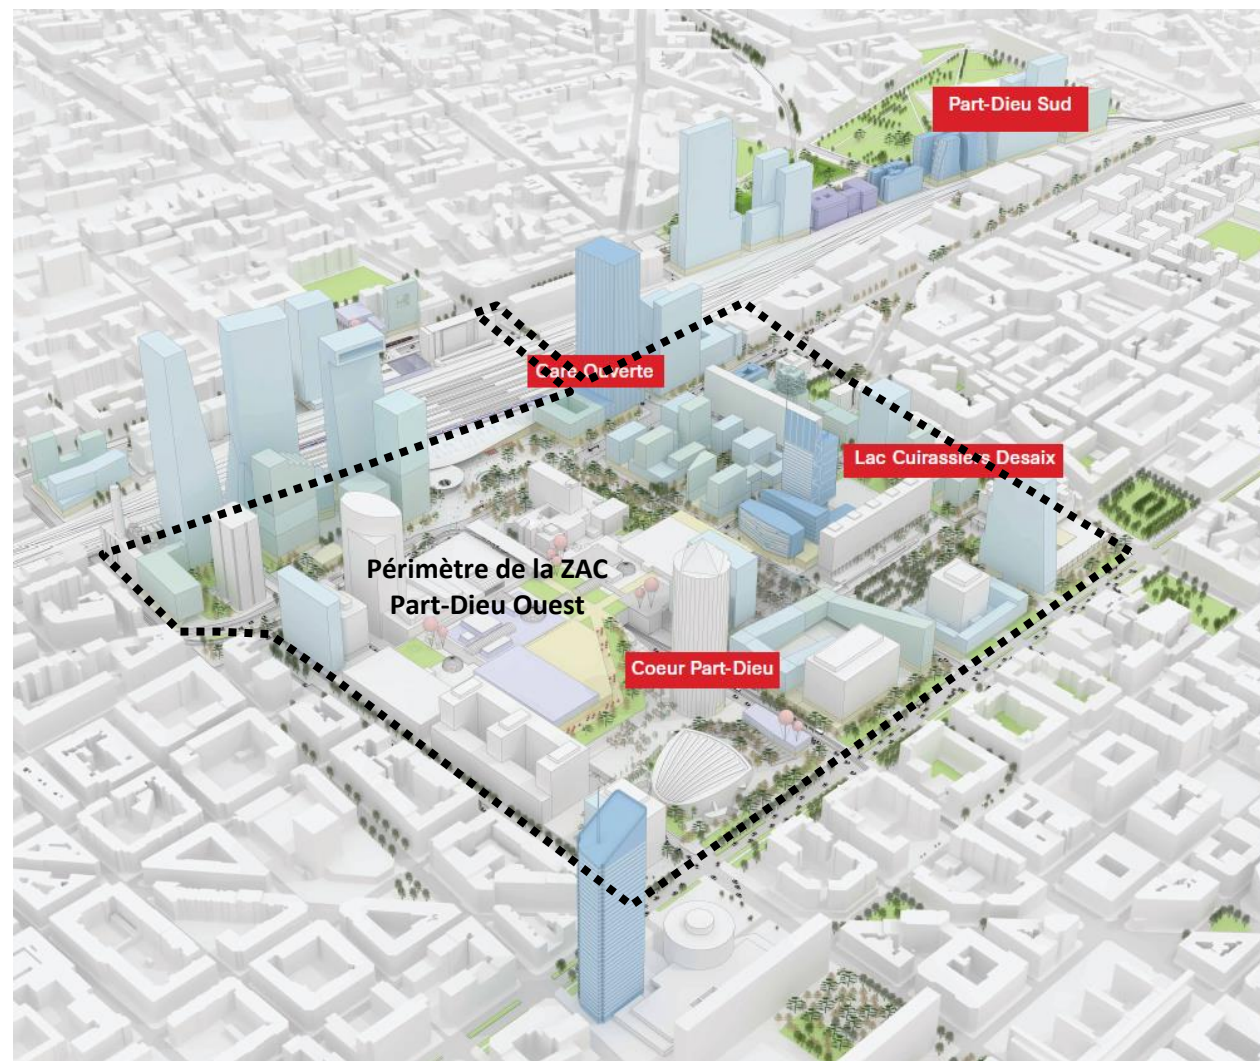 Part-Dieu Sud
Gare Ouverte
Lac Cuirassiers Desaix
Périmètre de la ZAC
Part-Dieu Ouest
Coeur Part-Dieu